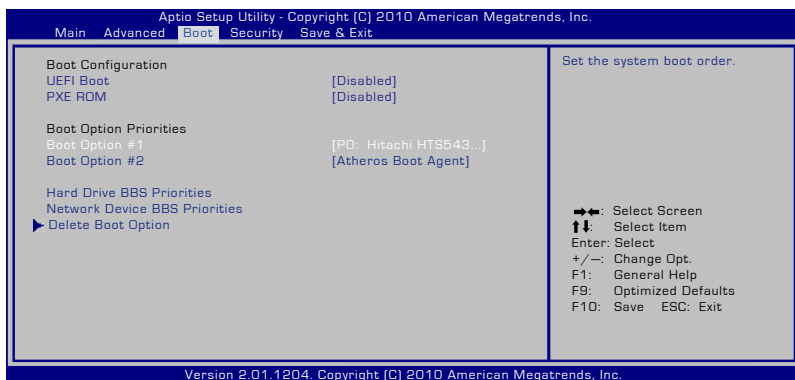 Aptio Setup Utility - Copyright (C) 2010 American Megatrends, Inc.
Main Advanced Boot Security Save & Exit
Boot Configuration
UEFI Boot [Disabled]
PXE ROM [Disabled]
Boot Option Priorities
Boot Option #1 [P0: Hitachi HTS543...]
Boot Option #2 [Atheros Boot Agent]
Hard Drive BBS Priorities
Network Device BBS Priorities
Delete Boot Option
Set the system boot order.
→←: Select Screen
↑↓: Select Item
Enter: Select
+/—: Change Opt.
F1: General Help
F9: Optimized Defaults
F10: Save ESC: Exit
Version 2.01.1204. Copyright (C) 2010 American Megatrends, Inc.